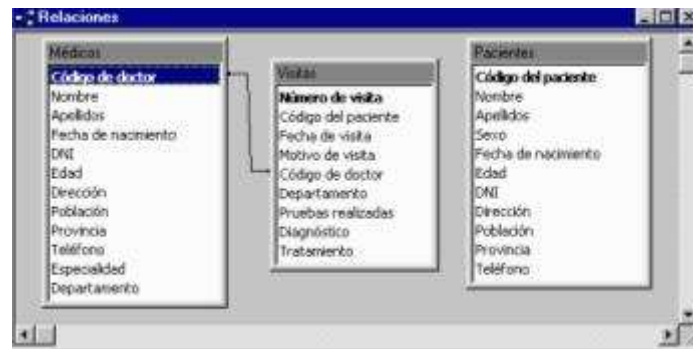 Relaciones
Médicos
Código de doctor
Nombre
Apellidos
Fecha de nacimiento
DNI
Edad
Dirección
Población
Provincia
Teléfono
Especialidad
Departamento
Visitas
Número de visita
Código del paciente
Fecha de visita
Motivo de visita
Código de doctor
Departamento
Pruebas realizadas
Diagnóstico
Tratamiento
Pacientes
Código del paciente
Nombre
Apellidos
Sexo
Fecha de nacimiento
Edad
DNI
Dirección
Población
Provincia
Teléfono